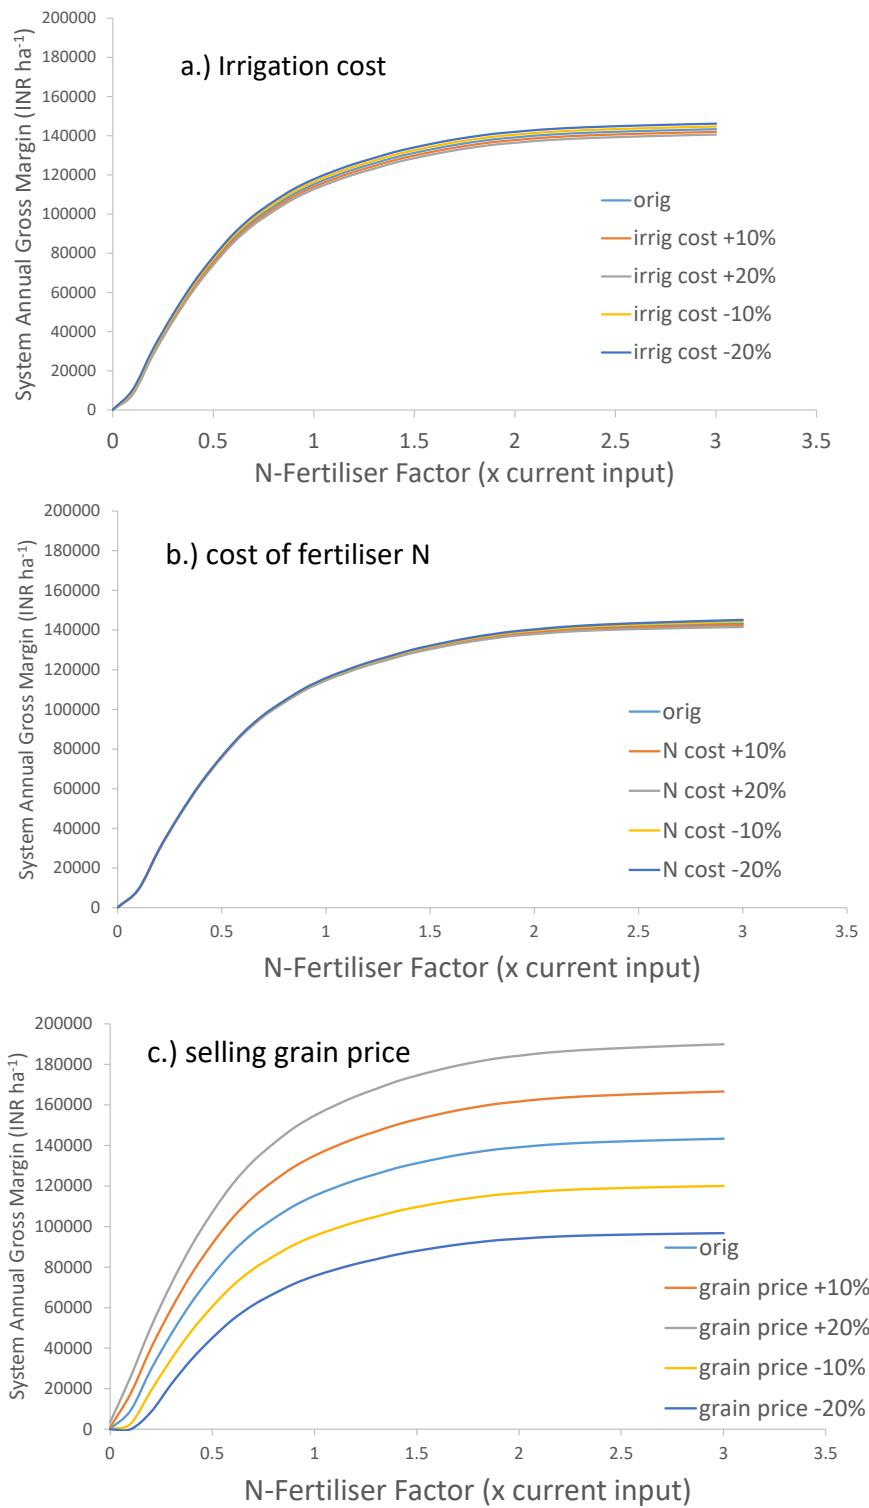 a.) Irrigation cost
System Annual Gross Margin (INR ha-1)
200000
180000
160000
140000
120000
100000
80000
60000
40000
20000
0
orig
irrig cost +10%
irrig cost +20%
irrig cost -10%
irrig cost -20%
0 0.5 1 1.5 2 2.5 3 3.5
N-Fertiliser Factor (x current input)
b.) cost of fertiliser N
System Annual Gross Margin (INR ha-1)
200000
180000
160000
140000
120000
100000
80000
60000
40000
20000
0
orig
N cost +10%
N cost +20%
N cost -10%
N cost -20%
0 0.5 1 1.5 2 2.5 3 3.5
N-Fertiliser Factor (x current input)
c.) selling grain price
System Annual Gross Margin (INR ha-1)
200000
180000
160000
140000
120000
100000
80000
60000
40000
20000
0
orig
grain price +10%
grain price +20%
grain price -10%
grain price -20%
0 0.5 1 1.5 2 2.5 3 3.5
N-Fertiliser Factor (x current input)